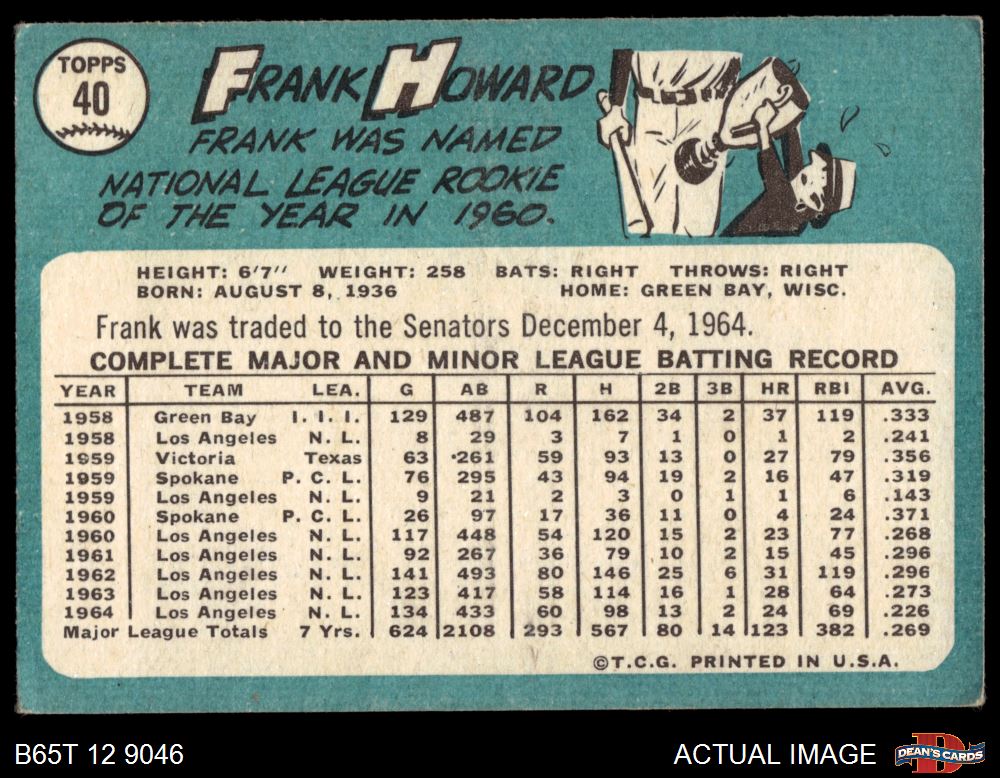 TOPPS
40
FRANK HOWARD
FRANK WAS NAMED
NATIONAL LEAGUE ROOKIE
OF THE YEAR IN 1960.
HEIGHT: 6'7" WEIGHT: 258 BATS: RIGHT THROWS: RIGHT
BORN: AUGUST 8, 1936 HOME: GREEN BAY, WISC.
Frank was traded to the Senators December 4, 1964.
COMPLETE MAJOR AND MINOR LEAGUE BATTING RECORD
YEAR TEAM LEA. G AB R H 2B 3B HR RBI AVG.
1958 Green Bay I. I. I. 129 487 104 162 34 2 37 119 .333
1958 Los Angeles N. L. 8 29 3 7 1 0 1 2 .241
1959 Victoria Texas 63 261 59 93 13 0 27 79 .356
1959 Spokane P. C. L. 76 295 43 94 19 2 16 47 .319
1959 Los Angeles N. L. 9 21 2 3 0 1 1 6 .143
1960 Spokane P. C. L. 26 97 17 36 11 0 4 24 .371
1960 Los Angeles N. L. 117 448 54 120 15 2 23 77 .268
1961 Los Angeles N. L. 92 267 36 79 10 2 15 45 .296
1962 Los Angeles N. L. 141 493 80 146 25 6 31 119 .296
1963 Los Angeles N. L. 123 417 58 114 16 1 28 64 .273
1964 Los Angeles N. L. 134 433 60 98 13 2 24 69 .226
Major League Totals 7 Yrs. 624 2108 293 567 80 14 123 382 .269
©T.C.G. PRINTED IN U.S.A.
B65T 12 9046 ACTUAL IMAGE
DEAN'S CARDS